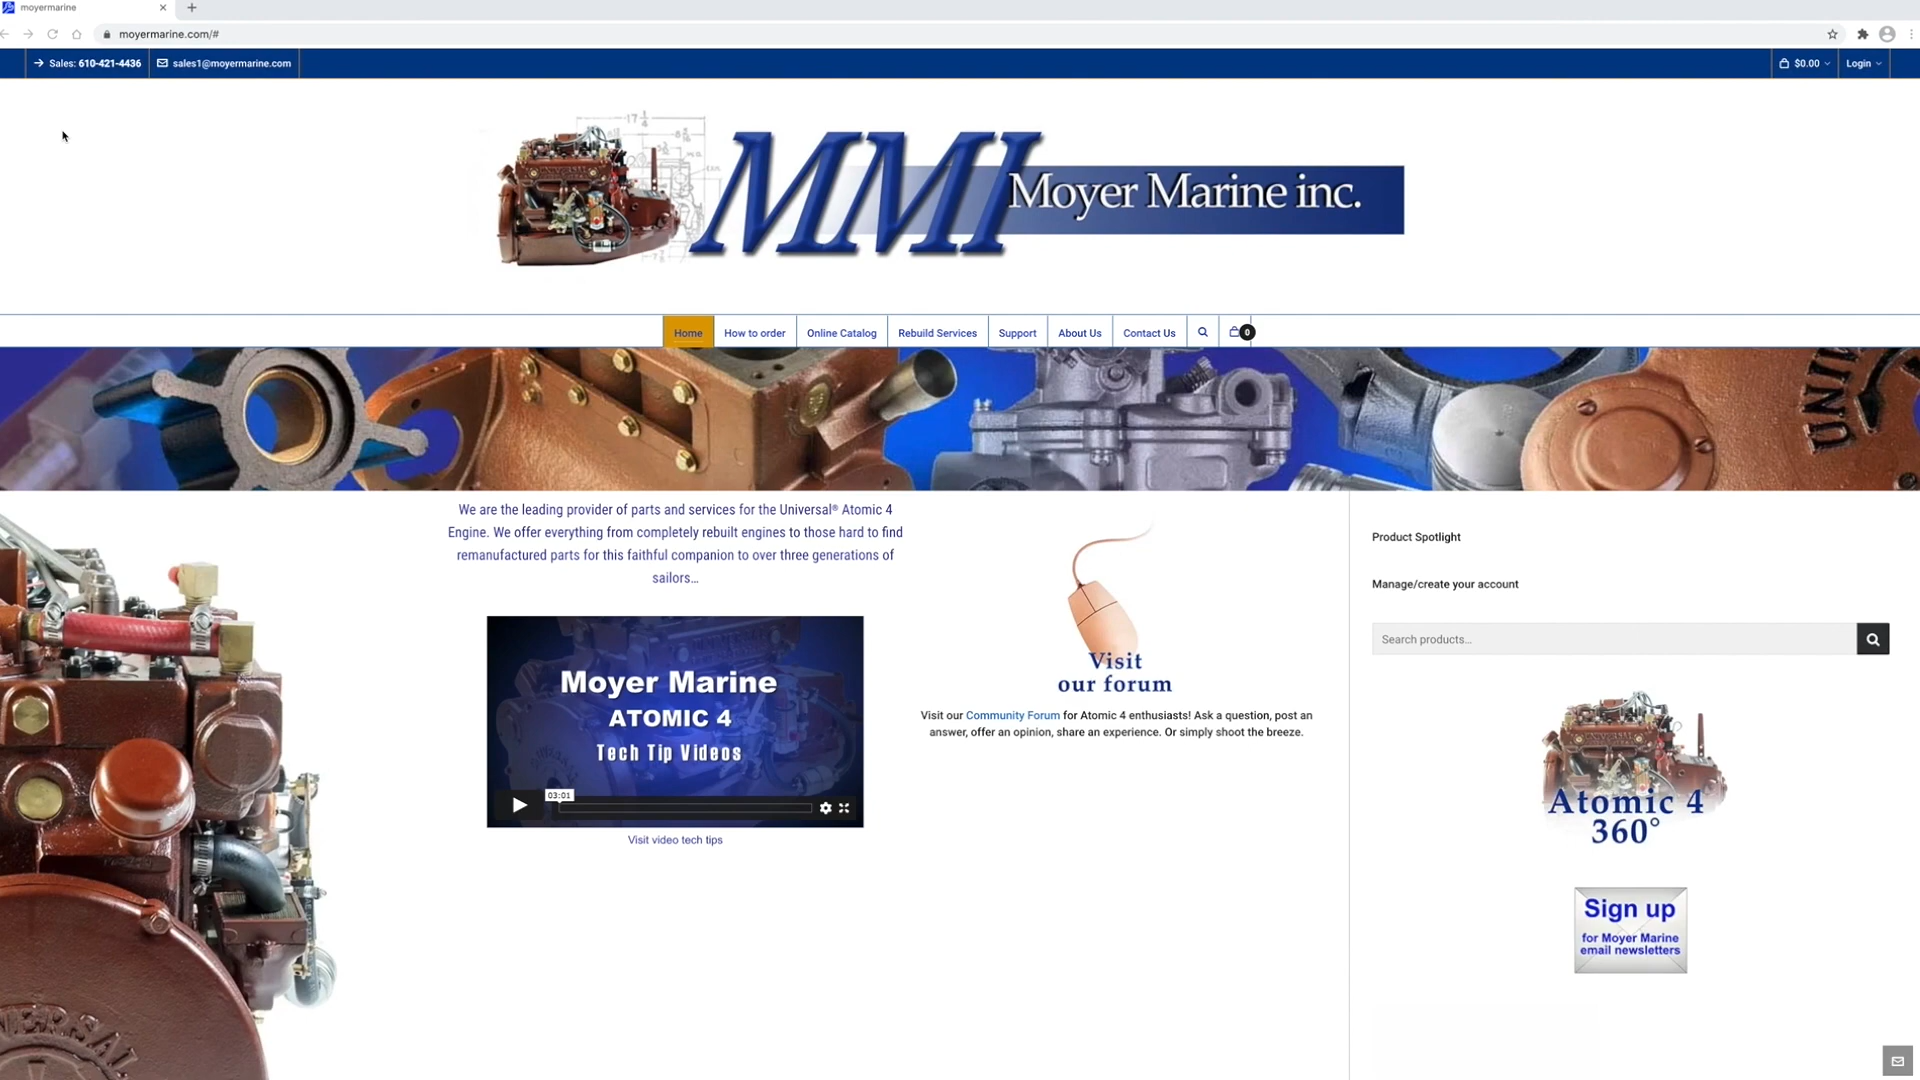 moyermarine
moyermarine.com/#
Sales: 610-421-4436
sales1@moyermarine.com
$0.00
Login
MMI Moyer Marine inc.
Home
How to order
Online Catalog
Rebuild Services
Support
About Us
Contact Us
0
We are the leading provider of parts and services for the Universal® Atomic 4
Engine. We offer everything from completely rebuilt engines to those hard to find
remanufactured parts for this faithful companion to over three generations of
sailors...
Moyer Marine
ATOMIC 4
Tech Tip Videos
03:01
Visit video tech tips
Visit
our forum
Visit our Community Forum for Atomic 4 enthusiasts! Ask a question, post an
answer, offer an opinion, share an experience. Or simply shoot the breeze.
Product Spotlight
Manage/create your account
Search products...
Atomic 4
360°
Sign up
for Moyer Marine
email newsletters